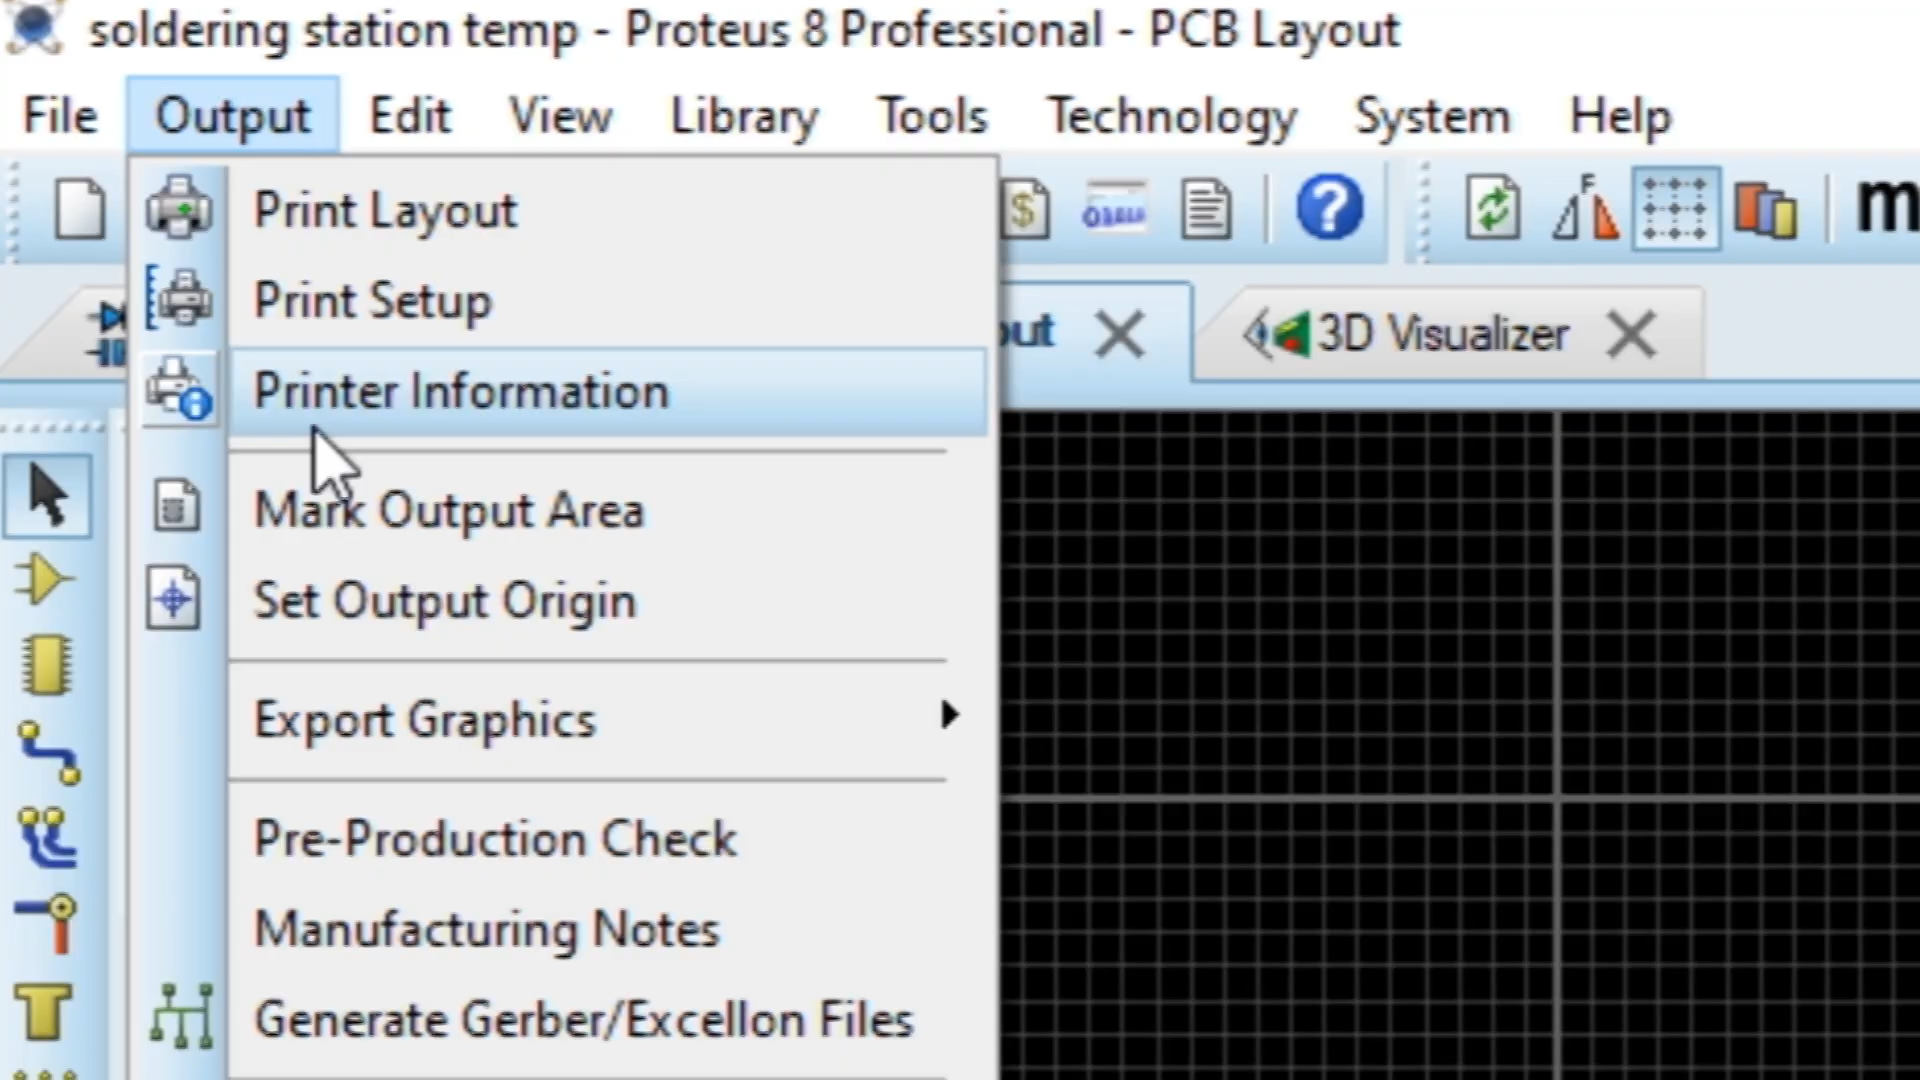 soldering station temp - Proteus 8 Professional - PCB Layout
File Output Edit View Library Tools Technology System Help
Print Layout
Print Setup
Printer Information
Mark Output Area
Set Output Origin
Export Graphics
Pre-Production Check
Manufacturing Notes
Generate Gerber/Excellon Files
$ ? F m
out 3D Visualizer